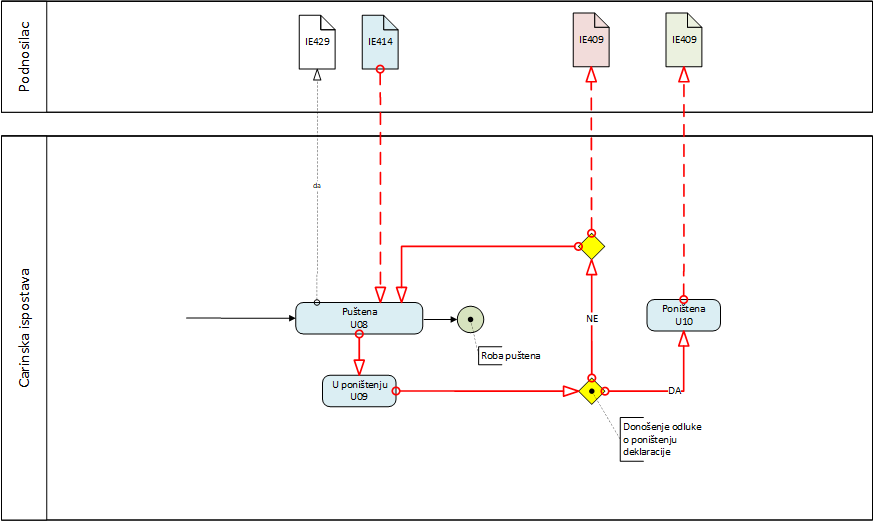 Podnosilac
IE429
IE414
IE409
IE409
da
Carinska ispostava
Puštena
U08
Roba puštena
U poništenju
U09
NE
Poništena
U10
DA
Donošenje odluke
o poništenju
deklaracije